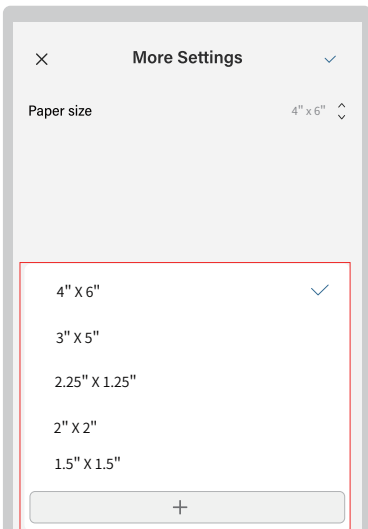 More Settings
Paper size 4" x 6"
4" X 6"
3" X 5"
2.25" X 1.25"
2" X 2"
1.5" X 1.5"
+